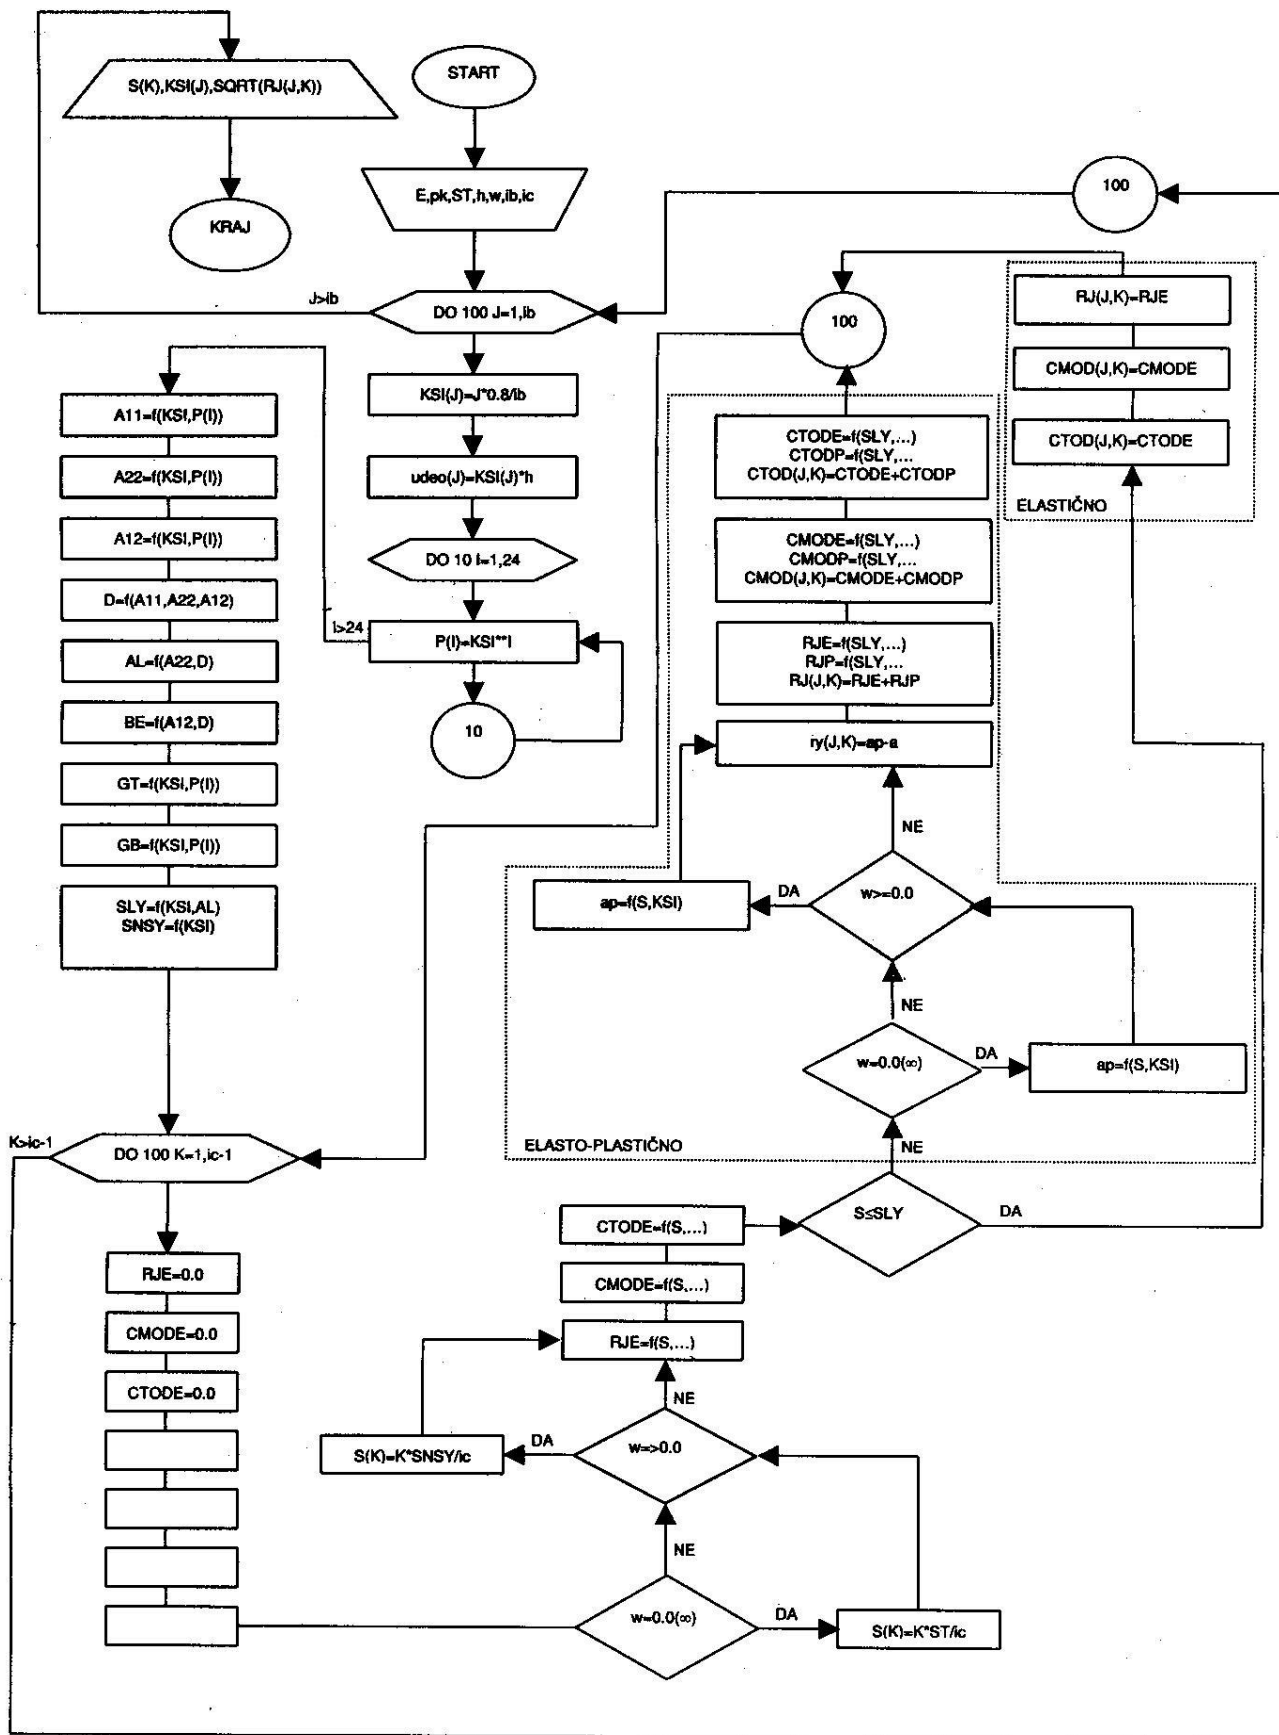 START
E,pk,ST,h,w,ib,ic
DO 100 J=1,ib
J>ib
S(K),KSI(J),SQRT(RJ(J,K))
KRAJ
KSI(J)=J*0.8/ib
udeo(J)=KSI(J)*h
DO 10 I=1,24
P(I)=KSI**I
10
I>24
A11=f(KSI,P(I))
A22=f(KSI,P(I))
A12=f(KSI,P(I))
D=f(A11,A22,A12)
AL=f(A22,D)
BE=f(A12,D)
GT=f(KSI,P(I))
GB=f(KSI,P(I))
SLY=f(KSI,AL)
SNSY=f(KSI)
DO 100 K=1,ic-1
K>ic-1
RJE=0.0
CMODE=0.0
CTODE=0.0
w=0.0(∞)
DA
S(K)=K*ST/ic
NE
w=>0.0
DA
S(K)=K*SNSY/ic
NE
RJE=f(S,...)
CMODE=f(S,...)
CTODE=f(S,...)
S≤SLY
DA
NE
ELASTO-PLASTIČNO
w=0.0(∞)
DA
ap=f(S,KSI)
NE
w>=0.0
DA
ap=f(S,KSI)
NE
ry(J,K)=ap-a
RJE=f(SLY,...)
RJP=f(SLY,...
RJ(J,K)=RJE+RJP
CMODE=f(SLY,...)
CMODP=f(SLY,...
CMOD(J,K)=CMODE+CMODP
CTODE=f(SLY,...)
CTODP=f(SLY,...
CTOD(J,K)=CTODE+CTODP
100
RJ(J,K)=RJE
CMOD(J,K)=CMODE
CTOD(J,K)=CTODE
ELASTIČNO
100